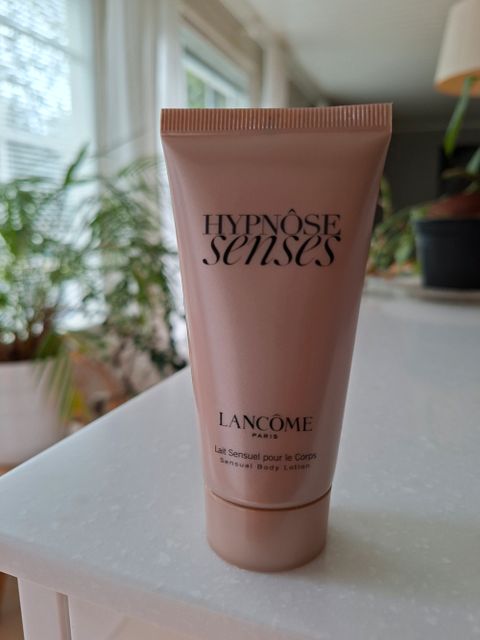 HYPNÔSE
senses
LANCÔME
PARIS
Lait Sensuel pour le Corps
Sensual Body Lotion